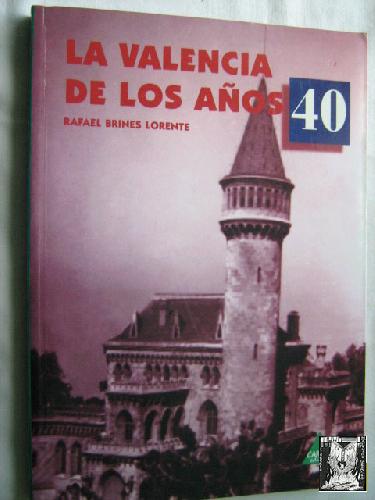 LA VALENCIA
DE LOS AÑOS
40
RAFAEL BRINES LORENTE